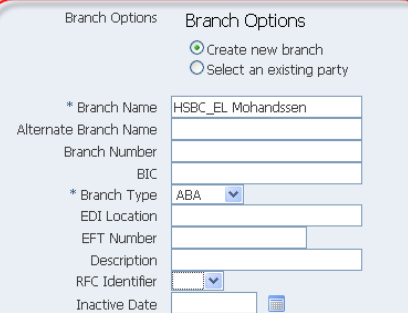 Branch Options Branch Options
Create new branch
Select an existing party
* Branch Name HSBC_EL Mohandssen
Alternate Branch Name
Branch Number
BIC
* Branch Type ABA
EDI Location
EFT Number
Description
RFC Identifier
Inactive Date